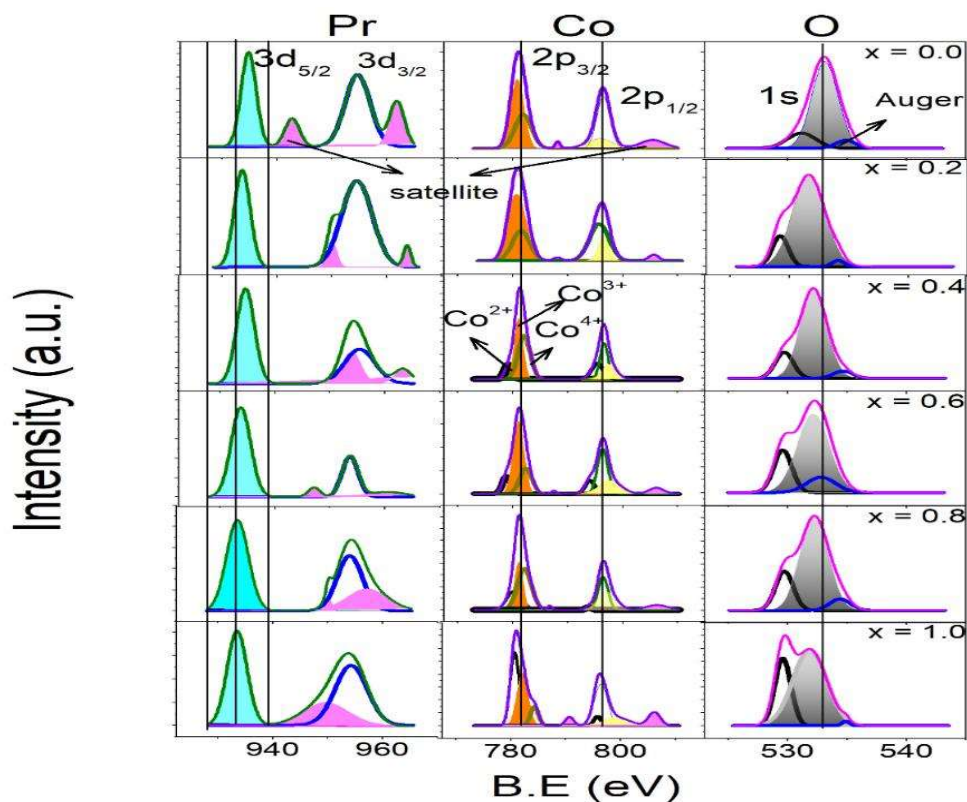 Pr Co O
3d5/2 3d3/2 2p3/2 2p1/2 1s Auger x = 0.0
satellite x = 0.2
Co2+ Co3+ Co4+ x = 0.4
x = 0.6
x = 0.8
x = 1.0
Intensity (a.u.)
940 960 780 800 530 540
B.E (eV)